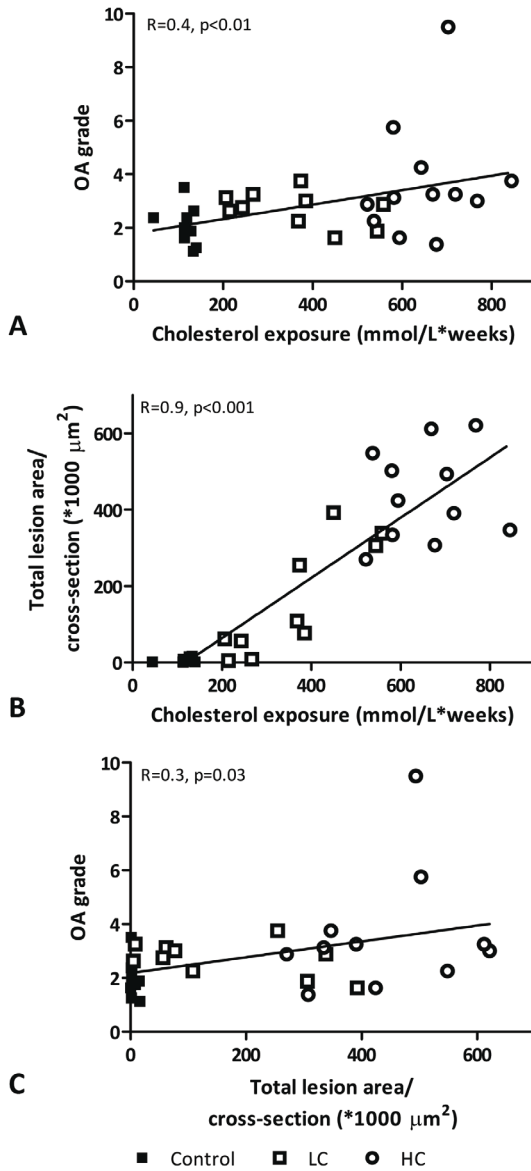 R=0.4, p<0.01
10
8
6
4
2
0
OA grade
0 200 400 600 800
Cholesterol exposure (mmol/L*weeks)
A
R=0.9, p<0.001
600
400
200
0
Total lesion area/
cross-section (*1000 μm²)
0 200 400 600 800
Cholesterol exposure (mmol/L*weeks)
B
R=0.3, p=0.03
10
8
6
4
2
0
OA grade
0 200 400 600
Total lesion area/
cross-section (*1000 μm²)
C
Control LC HC